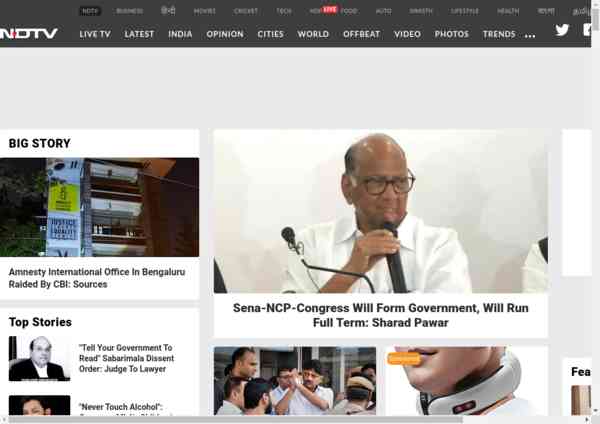 NDTV BUSINESS हिन्दी MOVIES CRICKET TECH LIVE FOOD AUTO SWASTH LIFESTYLE HEALTH বাংলা
NDTV LIVE TV LATEST INDIA OPINION CITIES WORLD OFFBEAT VIDEO PHOTOS TRENDS ...
BIG STORY
JUSTICE
EQUALITY
Amnesty International Office In Bengaluru
Raided By CBI: Sources
Sena-NCP-Congress Will Form Government, Will Run
Full Term: Sharad Pawar
Top Stories
"Tell Your Government To
Read" Sabarimala Dissent
Order: Judge To Lawyer
"Never Touch Alcohol":
Sponsored
Fea